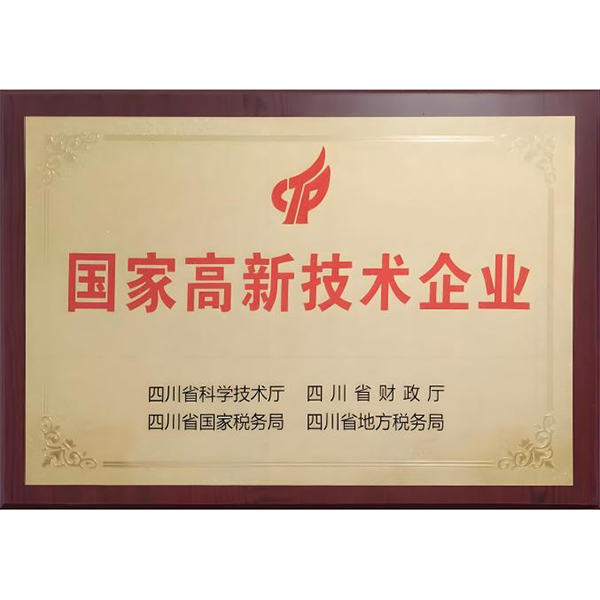 CTP
国家高新技术企业
四川省科学技术厅 四川省财政厅
四川省国家税务局 四川省地方税务局